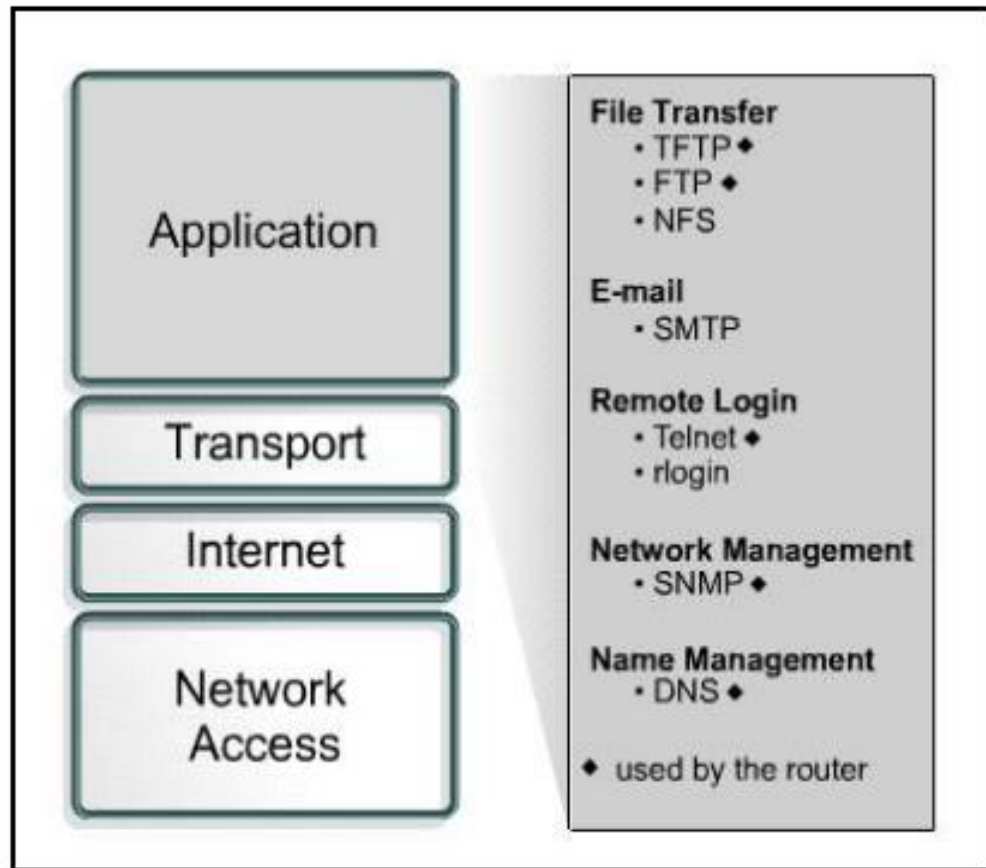 Application
Transport
Internet
Network
Access
File Transfer
• TFTP ◆
• FTP ◆
• NFS
E-mail
• SMTP
Remote Login
• Telnet ◆
• rlogin
Network Management
• SNMP ◆
Name Management
• DNS ◆
◆ used by the router